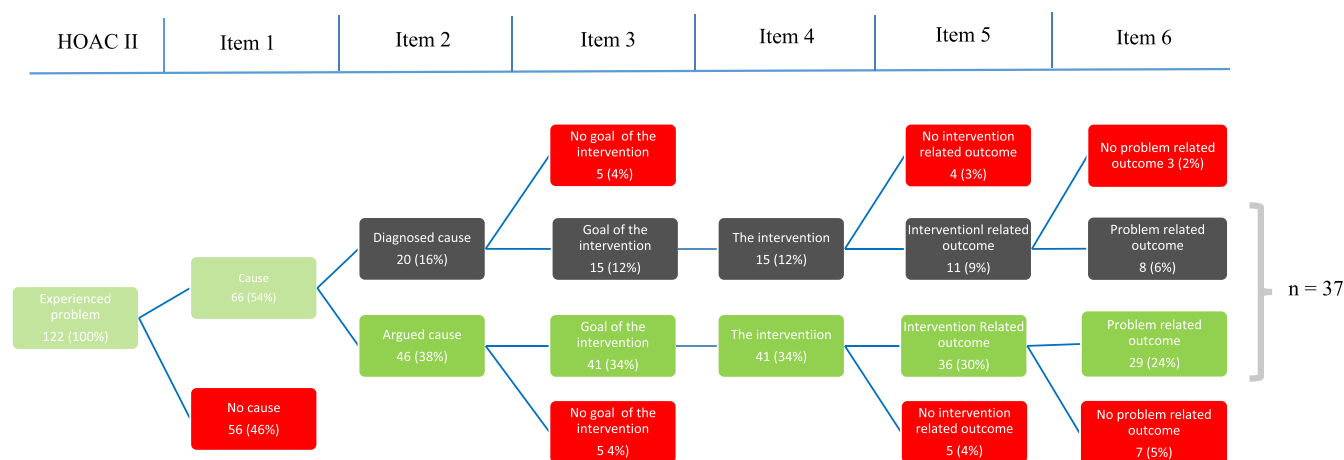 HOAC II
Item 1
Item 2
Item 3
Item 4
Item 5
Item 6
Experienced
problem
122 (100%)
Cause
66 (54%)
No cause
56 (46%)
Diagnosed cause
20 (16%)
Argued cause
46 (38%)
No goal of the
intervention
5 (4%)
Goal of the
intervention
15 (12%)
Goal of the
intervention
41 (34%)
No goal of the
intervention
5 4%)
The intervention
15 (12%)
The interventiion
41 (34%)
No intervention
related outcome
4 (3%)
Interventionl related
outcome
11 (9%)
Intervention Related
outcome
36 (30%)
No intervention
related outcome
5 (4%)
No problem related
outcome 3 (2%)
Problem related
outcome
8 (6%)
Problem related
outcome
29 (24%)
No problem related
outcome
7 (5%)
n = 37